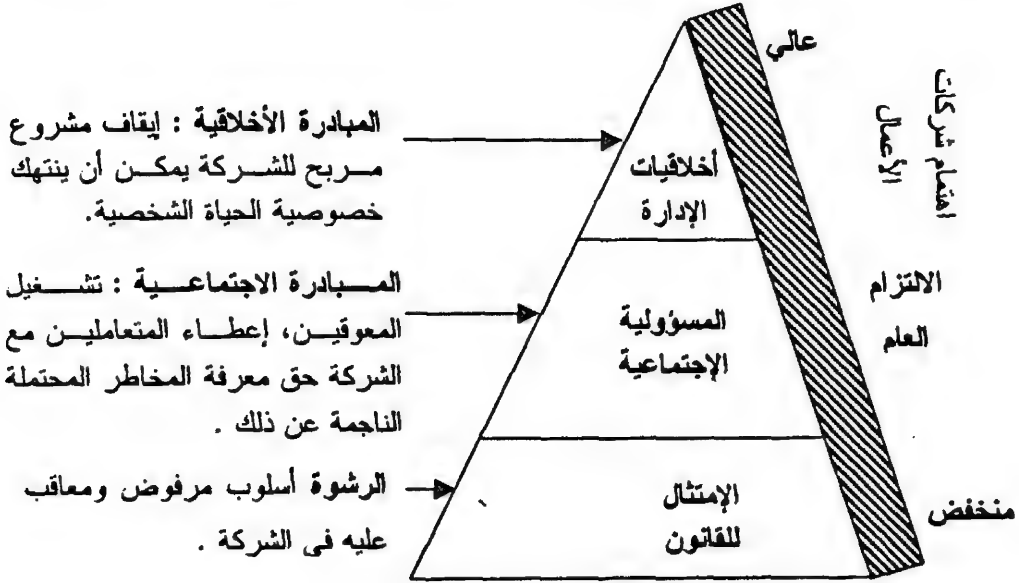 عالي
اهتمام شركات
الأعمال
المبادرة الأخلاقية : إيقاف مشروع
مربح للشركة يمكن أن ينتهك
خصوصية الحياة الشخصية.
أخلاقيات
الإدارة
المبادرة الاجتماعية : تشغيل
المعوقين، إعطاء المتعاملين مع
الشركة حق معرفة المخاطر المحتملة
الناجمة عن ذلك .
المسؤولية
الإجتماعية
الالتزام
العام
الرشوة أسلوب مرفوض ومعاقب
عليه فى الشركة .
الإمتثال
للقانون
منخفض